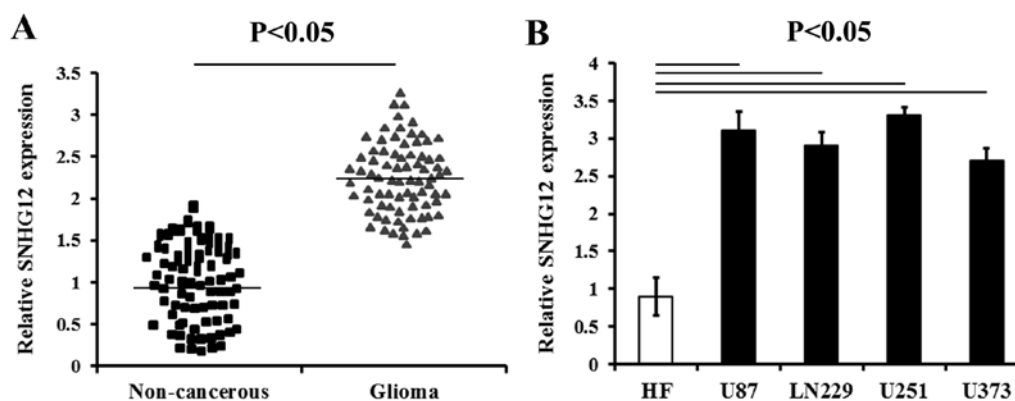 A
P<0.05
Relative SNHG12 expression
3.5
3
2.5
2
1.5
1
0.5
0
Non-cancerous
Glioma
B
P<0.05
Relative SNHG12 expression
4
3.5
3
2.5
2
1.5
1
0.5
0
HF
U87
LN229
U251
U373